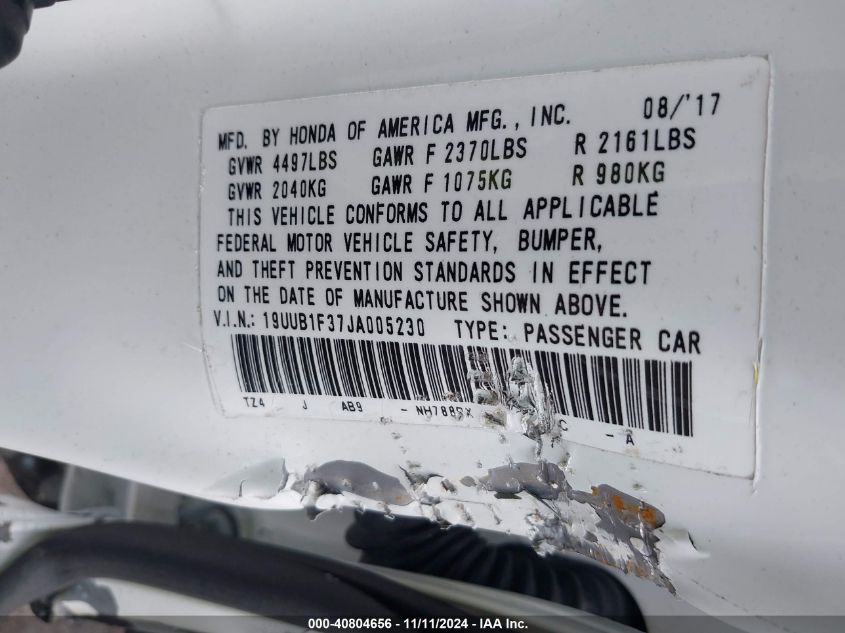 MFD. BY HONDA OF AMERICA MFG., INC. 08/'17
GVWR 4497LBS GAWR F 2370LBS R 2161LBS
GVWR 2040KG GAWR F 1075KG R 980KG
THIS VEHICLE CONFORMS TO ALL APPLICABLE
FEDERAL MOTOR VEHICLE SAFETY, BUMPER,
AND THEFT PREVENTION STANDARDS IN EFFECT
ON THE DATE OF MANUFACTURE SHOWN ABOVE.
V.I.N.: 19UUB1F37JA005230 TYPE: PASSENGER CAR
TZ4 J AB9 - C -A
000-40804656 - 11/11/2024 - IAA Inc.